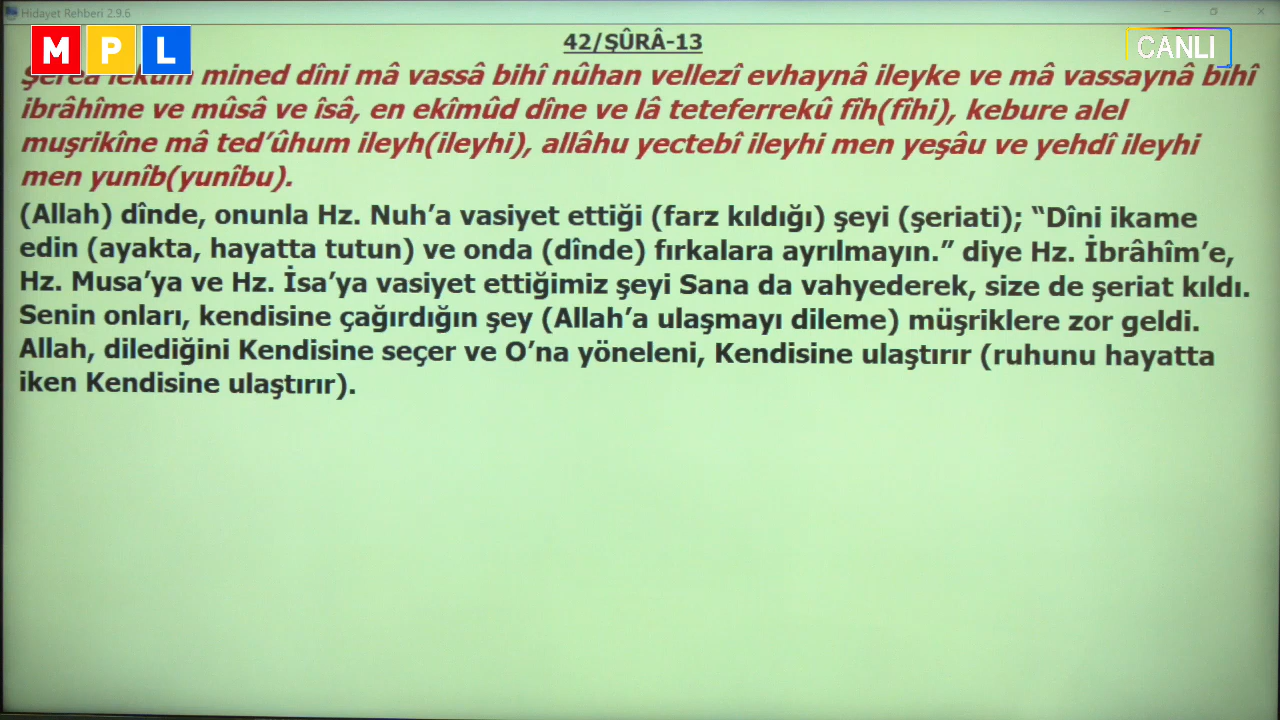 Hidayet Rehberi 2.9.6
MPL
CANLI
42/ŞÛRÂ-13
Şerea lekum mined dîni mâ vassâ bihî nûhan vellezî evhaynâ ileyke ve mâ vassaynâ bihî
ibrâhîme ve mûsâ ve îsâ, en ekîmûd dîne ve lâ teteferrekû fîh(fîhi), kebure alel
muşrikîne mâ ted’ûhum ileyh(ileyhi), allâhu yectebî ileyhi men yeşâu ve yehdî ileyhi
men yunîb(yunîbu).
(Allah) dînde, onunla Hz. Nuh’a vasiyet ettiği (farz kıldığı) şeyi (şeriati); “Dîni ikame
edin (ayakta, hayatta tutun) ve onda (dînde) fırkalara ayrılmayın.” diye Hz. İbrâhîm’e,
Hz. Musa’ya ve Hz. İsa’ya vasiyet ettiğimiz şeyi Sana da vahyederek, size de şeriat kıldı.
Senin onları, kendisine çağırdığın şey (Allah’a ulaşmayı dileme) müşriklere zor geldi.
Allah, dilediğini Kendisine seçer ve O’na yöneleni, Kendisine ulaştırır (ruhunu hayatta
iken Kendisine ulaştırır).